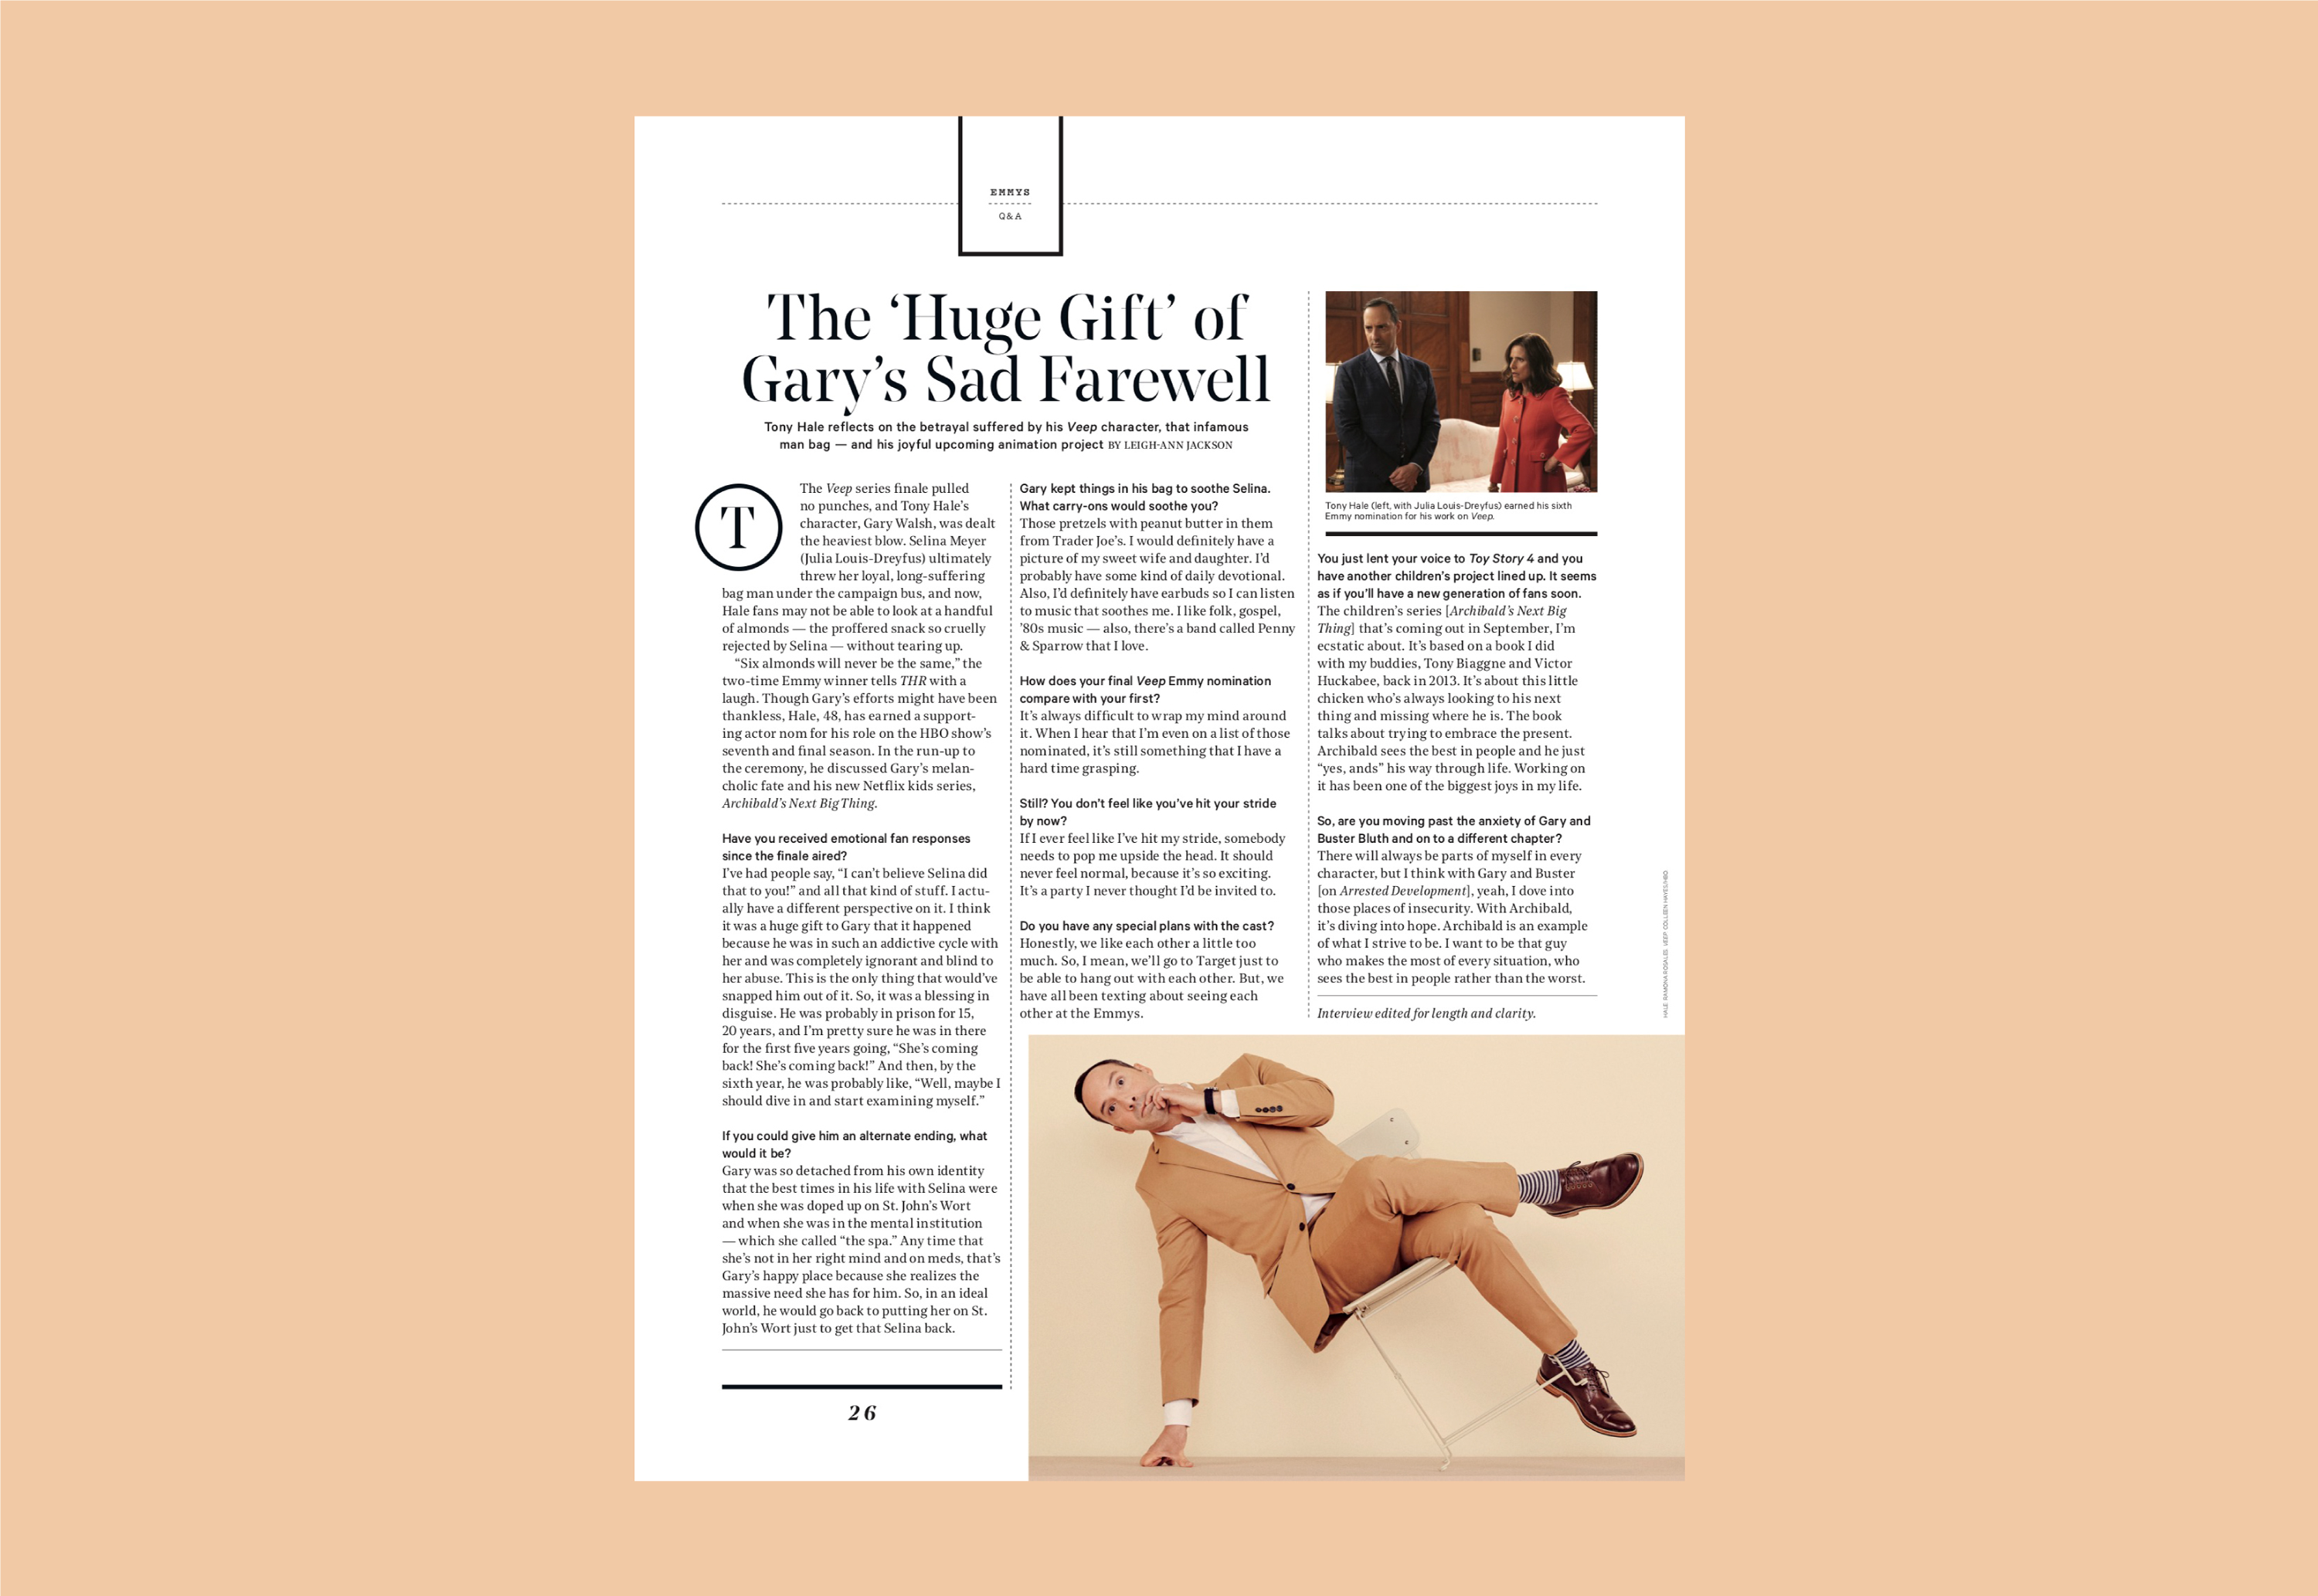 EMMYS
Q&A
The ‘Huge Gift’ of
Gary’s Sad Farewell
Tony Hale reflects on the betrayal suffered by his Veep character, that infamous
man bag — and his joyful upcoming animation project BY LEIGH-ANN JACKSON
T
The Veep series finale pulled
no punches, and Tony Hale’s
character, Gary Walsh, was dealt
the heaviest blow. Selina Meyer
(Julia Louis-Dreyfus) ultimately
threw her loyal, long-suffering
bag man under the campaign bus, and now,
Hale fans may not be able to look at a handful
of almonds — the proffered snack so cruelly
rejected by Selina — without tearing up.
“Six almonds will never be the same,” the
two-time Emmy winner tells THR with a
laugh. Though Gary’s efforts might have been
thankless, Hale, 48, has earned a support-
ing actor nom for his role on the HBO show’s
seventh and final season. In the run-up to
the ceremony, he discussed Gary’s melan-
cholic fate and his new Netflix kids series,
Archibald’s Next Big Thing.
Have you received emotional fan responses
since the finale aired?
I’ve had people say, “I can’t believe Selina did
that to you!” and all that kind of stuff. I actu-
ally have a different perspective on it. I think
it was a huge gift to Gary that it happened
because he was in such an addictive cycle with
her and was completely ignorant and blind to
her abuse. This is the only thing that would’ve
snapped him out of it. So, it was a blessing in
disguise. He was probably in prison for 15,
20 years, and I’m pretty sure he was in there
for the first five years going, “She’s coming
back! She’s coming back!” And then, by the
sixth year, he was probably like, “Well, maybe I
should dive in and start examining myself.”
If you could give him an alternate ending, what
would it be?
Gary was so detached from his own identity
that the best times in his life with Selina were
when she was doped up on St. John’s Wort
and when she was in the mental institution
— which she called “the spa.” Any time that
she’s not in her right mind and on meds, that’s
Gary’s happy place because she realizes the
massive need she has for him. So, in an ideal
world, he would go back to putting her on St.
John’s Wort just to get that Selina back.
26
Gary kept things in his bag to soothe Selina.
What carry-ons would soothe you?
Those pretzels with peanut butter in them
from Trader Joe’s. I would definitely have a
picture of my sweet wife and daughter. I’d
probably have some kind of daily devotional.
Also, I’d definitely have earbuds so I can listen
to music that soothes me. I like folk, gospel,
’80s music — also, there’s a band called Penny
& Sparrow that I love.
How does your final Veep Emmy nomination
compare with your first?
It’s always difficult to wrap my mind around
it. When I hear that I’m even on a list of those
nominated, it’s still something that I have a
hard time grasping.
Still? You don’t feel like you’ve hit your stride
by now?
If I ever feel like I’ve hit my stride, somebody
needs to pop me upside the head. It should
never feel normal, because it’s so exciting.
It’s a party I never thought I’d be invited to.
Do you have any special plans with the cast?
Honestly, we like each other a little too
much. So, I mean, we’ll go to Target just to
be able to hang out with each other. But, we
have all been texting about seeing each
other at the Emmys.
Tony Hale (left, with Julia Louis-Dreyfus) earned his sixth
Emmy nomination for his work on Veep.
You just lent your voice to Toy Story 4 and you
have another children’s project lined up. It seems
as if you’ll have a new generation of fans soon.
The children’s series [Archibald’s Next Big
Thing] that’s coming out in September, I’m
ecstatic about. It’s based on a book I did
with my buddies, Tony Biaggne and Victor
Huckabee, back in 2013. It’s about this little
chicken who’s always looking to his next
thing and missing where he is. The book
talks about trying to embrace the present.
Archibald sees the best in people and he just
“yes, ands” his way through life. Working on
it has been one of the biggest joys in my life.
So, are you moving past the anxiety of Gary and
Buster Bluth and on to a different chapter?
There will always be parts of myself in every
character, but I think with Gary and Buster
[on Arrested Development], yeah, I dove into
those places of insecurity. With Archibald,
it’s diving into hope. Archibald is an example
of what I strive to be. I want to be that guy
who makes the most of every situation, who
sees the best in people rather than the worst.
Interview edited for length and clarity.
HALE: RAMONA ROSALES. VEEP: COLLEEN HAYES/HBO.